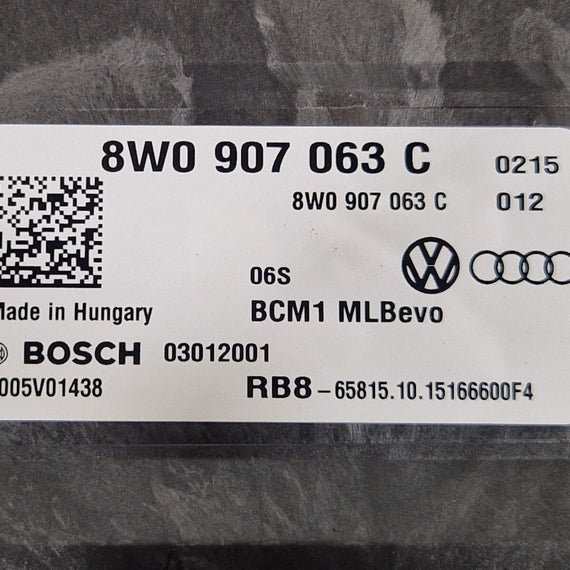 8W0 907 063 C 0215
8W0 907 063 C 012
06S
Made in Hungary BCM1 MLBevo
BOSCH 03012001
005V01438 RB8-65815.10.15166600F4